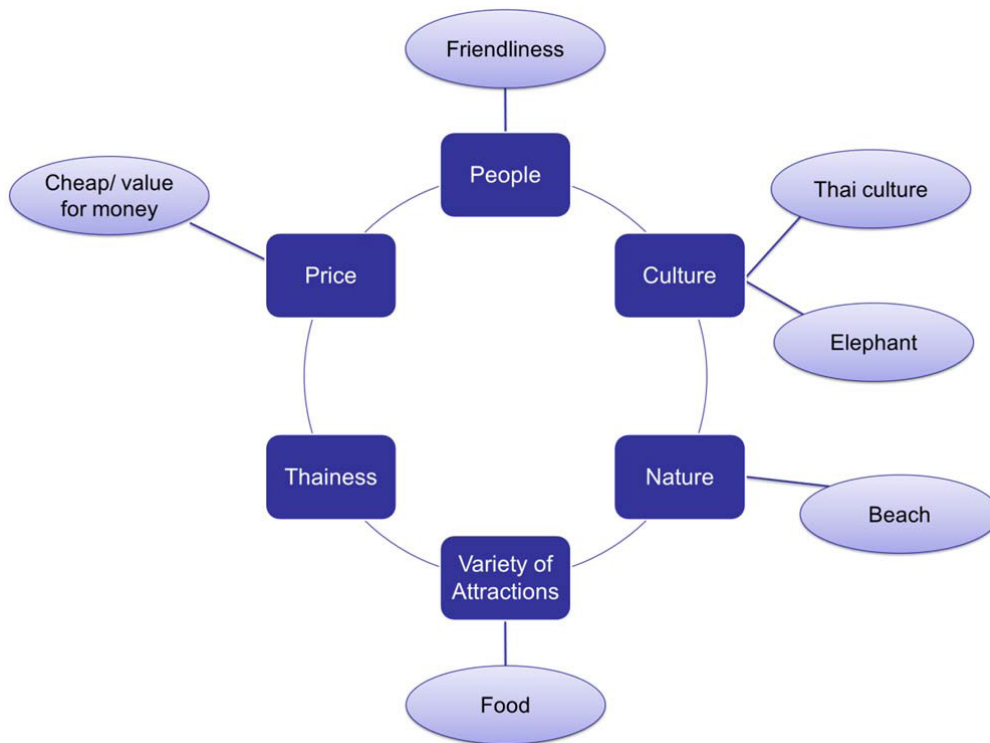 Friendliness
People
Cheap/ value
for money
Thai culture
Price
Culture
Elephant
Thainess
Nature
Beach
Variety of
Attractions
Food